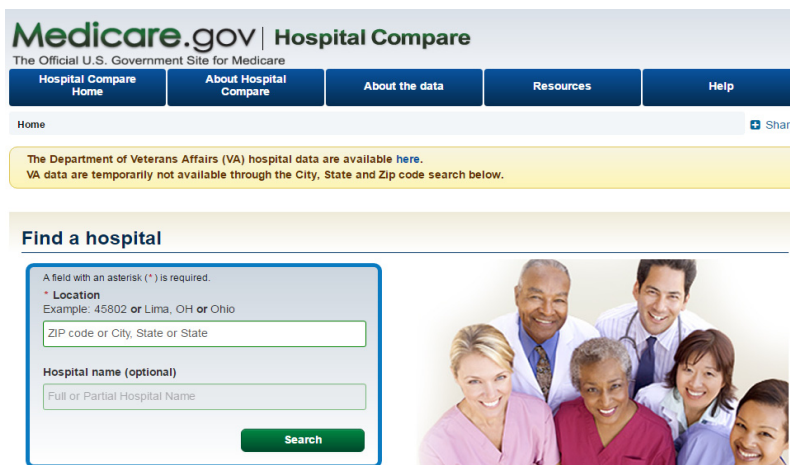 Medicare.gov | Hospital Compare
The Official U.S. Government Site for Medicare
Hospital Compare
Home
About Hospital
Compare
About the data
Resources
Help
Home
Shar
The Department of Veterans Affairs (VA) hospital data are available here.
VA data are temporarily not available through the City, State and Zip code search below.
Find a hospital
A field with an asterisk (*) is required.
* Location
Example: 45802 or Lima, OH or Ohio
ZIP code or City, State or State
Hospital name (optional)
Full or Partial Hospital Name
Search